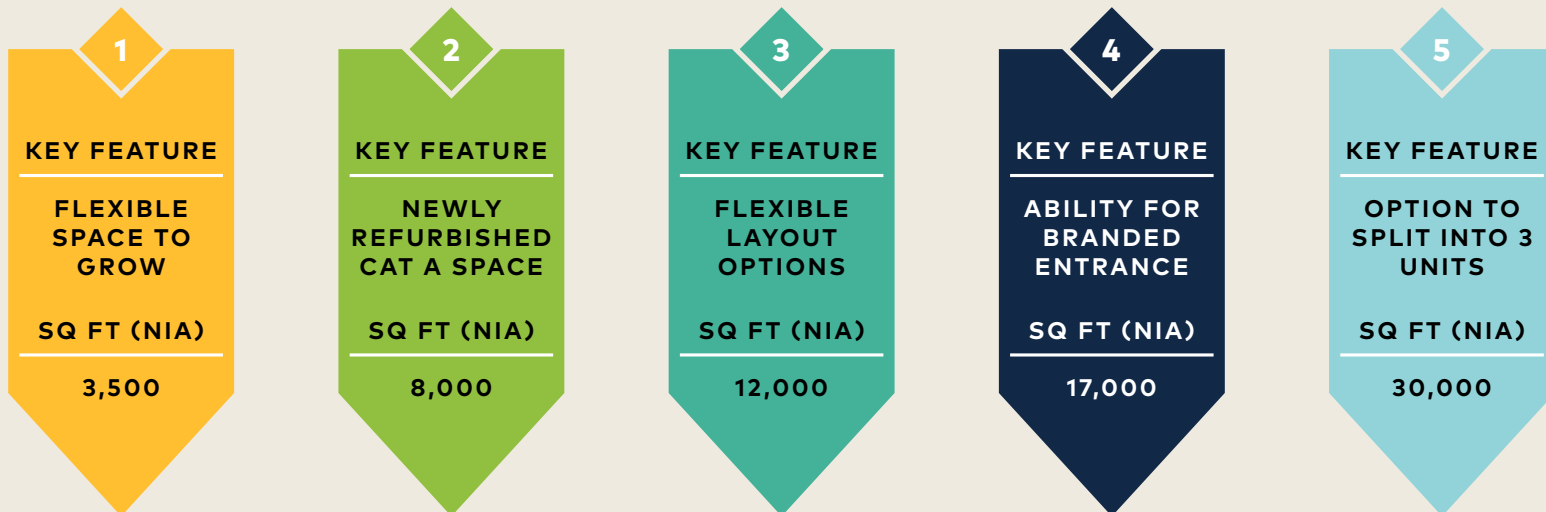 1
KEY FEATURE
FLEXIBLE
SPACE TO
GROW
SQ FT (NIA)
3,500
2
KEY FEATURE
NEWLY
REFURBISHED
CAT A SPACE
SQ FT (NIA)
8,000
3
KEY FEATURE
FLEXIBLE
LAYOUT
OPTIONS
SQ FT (NIA)
12,000
4
KEY FEATURE
ABILITY FOR
BRANDED
ENTRANCE
SQ FT (NIA)
17,000
5
KEY FEATURE
OPTION TO
SPLIT INTO 3
UNITS
SQ FT (NIA)
30,000